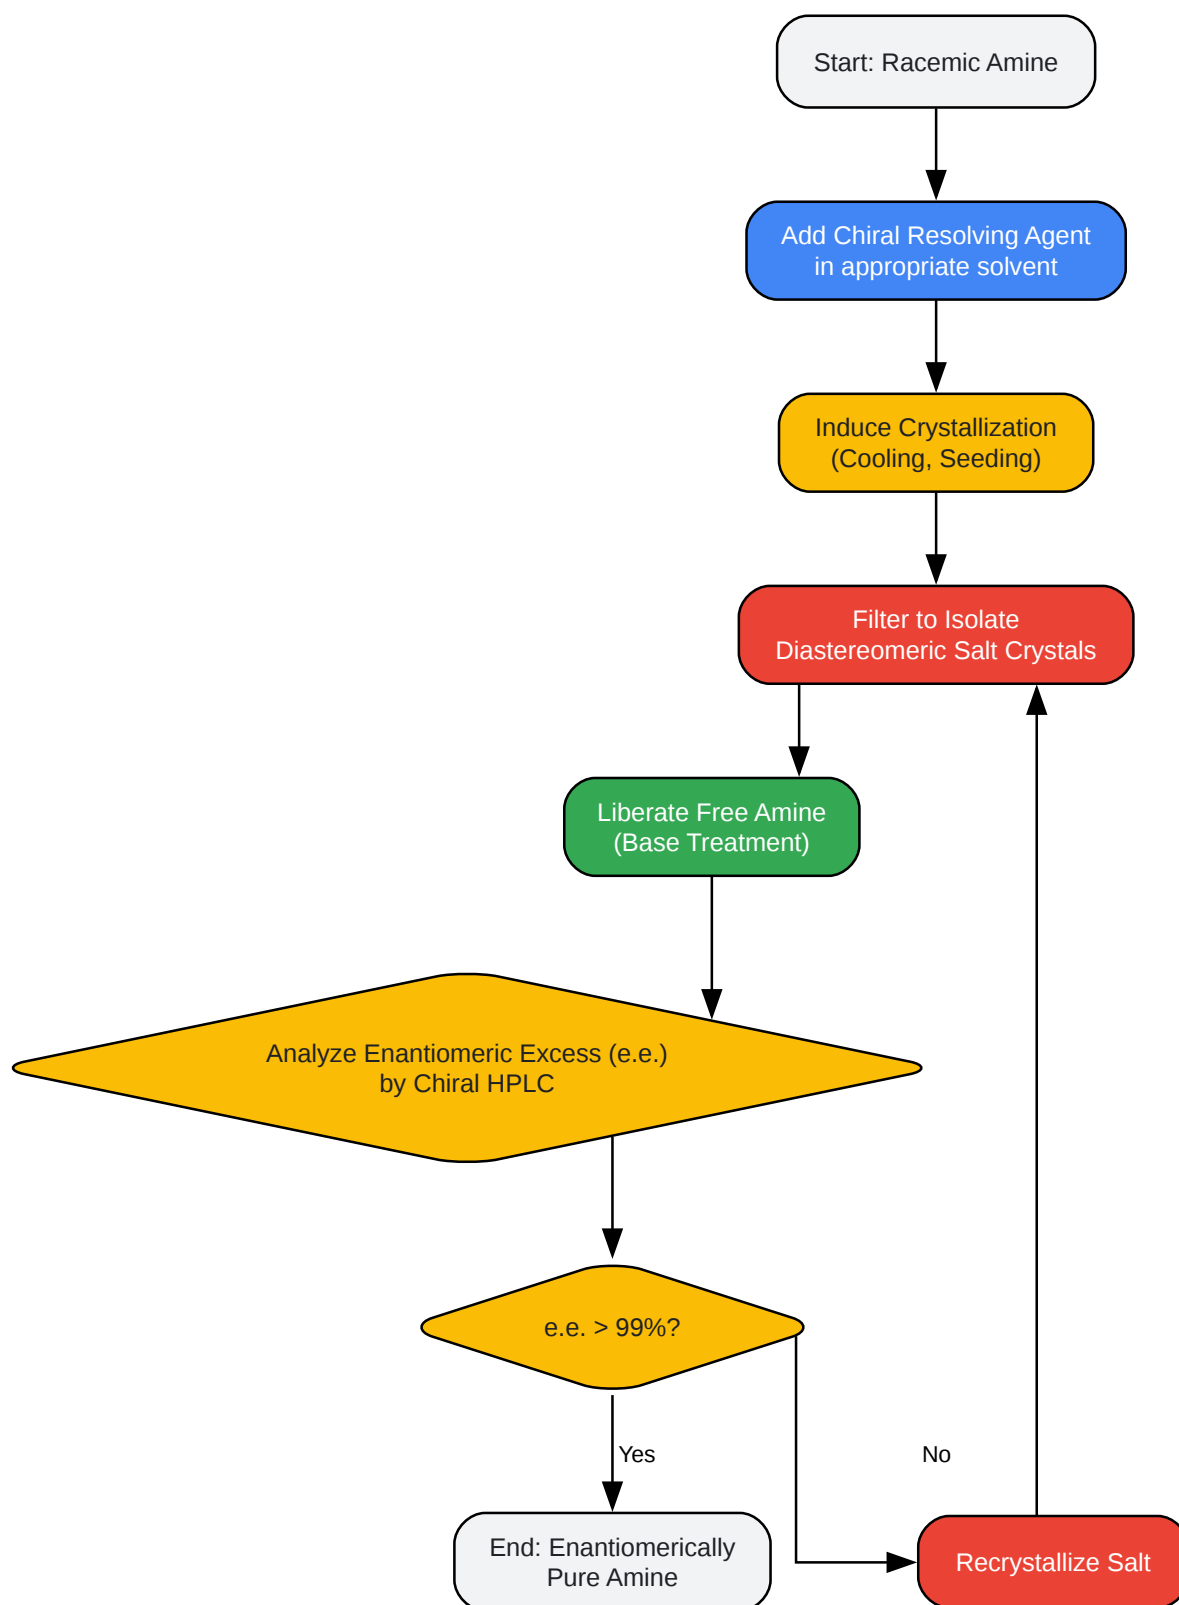 Start: Racemic Amine
Add Chiral Resolving Agent
in appropriate solvent
Induce Crystallization
(Cooling, Seeding)
Filter to Isolate
Diastereomeric Salt Crystals
Liberate Free Amine
(Base Treatment)
Analyze Enantiomeric Excess (e.e.)
by Chiral HPLC
e.e. > 99%?
Yes
No
End: Enantiomerically
Pure Amine
Recrystallize Salt